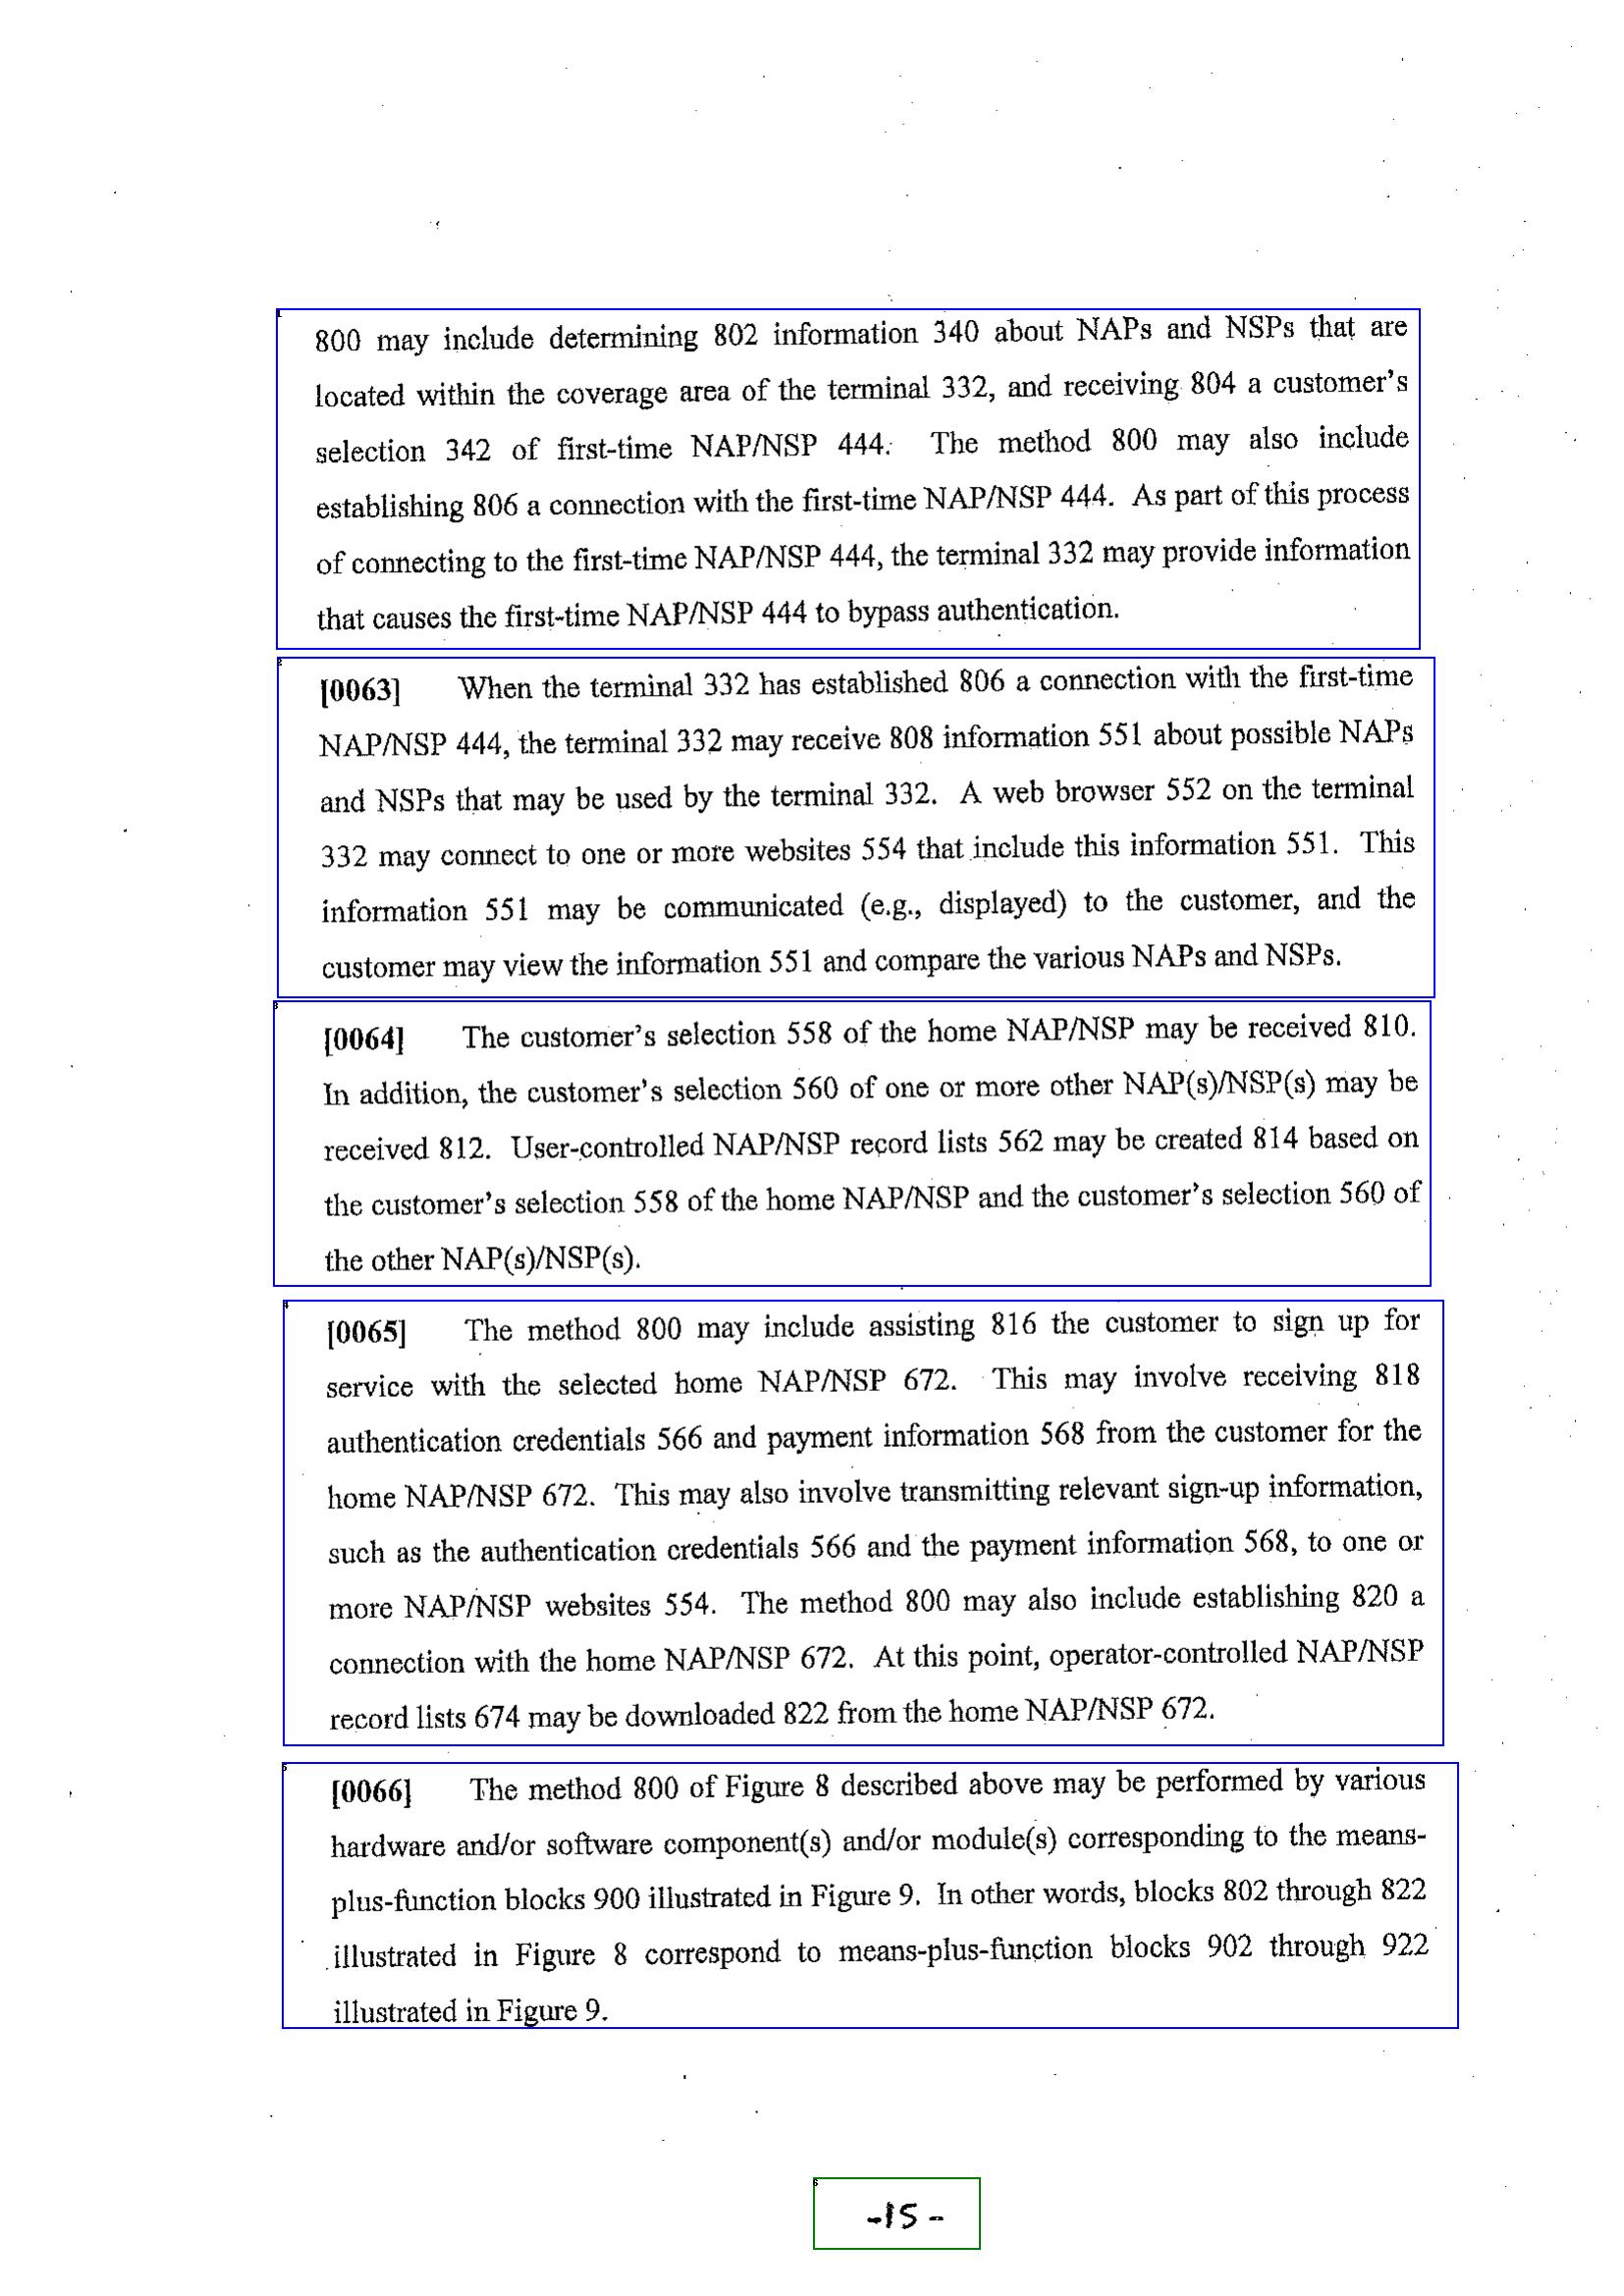 800 may include determining 802 information 340 about NAPs and NSPs that are
located within the coverage area of the terminal 332, and receiving 804 a customer's
selection 342 of first-time NAP/NSP 444. The method 800 may also include
establishing 806 a connection with the first-time NAP/NSP 444. As part of this process
of connecting to the first-time NAP/NSP 444, the terminal 332 may provide information
that causes the first-time NAP/NSP 444 to bypass authentication.
[0063] When the terminal 332 has established 806 a connection with the first-time
NAP/NSP 444, the terminal 332 may receive 808 information 551 about possible NAPs
and NSPs that may be used by the terminal 332. A web browser 552 on the terminal
332 may connect to one or more websites 554 that include this information 551. This
information 551 may be communicated (e.g., displayed) to the customer, and the
customer may view the information 551 and compare the various NAPs and NSPs.
[0064] The customer's selection 558 of the home NAP/NSP may be received 810.
In addition, the customer's selection 560 of one or more other NAP(s)/NSP(s) may be
received 812. User-controlled NAP/NSP record lists 562 may be created 814 based on
the customer's selection 558 of the home NAP/NSP and the customer's selection 560 of
the other NAP(s)/NSP(s).
[0065] The method 800 may include assisting 816 the customer to sign up for
service with the selected home NAP/NSP 672. This may involve receiving 818
authentication credentials 566 and payment information 568 from the customer for the
home NAP/NSP 672. This may also involve transmitting relevant sign-up information,
such as the authentication credentials 566 and the payment information 568, to one or
more NAP/NSP websites 554. The method 800 may also include establishing 820 a
connection with the home NAP/NSP 672. At this point, operator-controlled NAP/NSP
record lists 674 may be downloaded 822 from the home NAP/NSP 672.
[0066] The method 800 of Figure 8 described above may be performed by various
hardware and/or software component(s) and/or module(s) corresponding to the means-
plus-function blocks 900 illustrated in Figure 9. In other words, blocks 802 through 822
illustrated in Figure 8 correspond to means-plus-function blocks 902 through 922
illustrated in Figure 9.
-15-